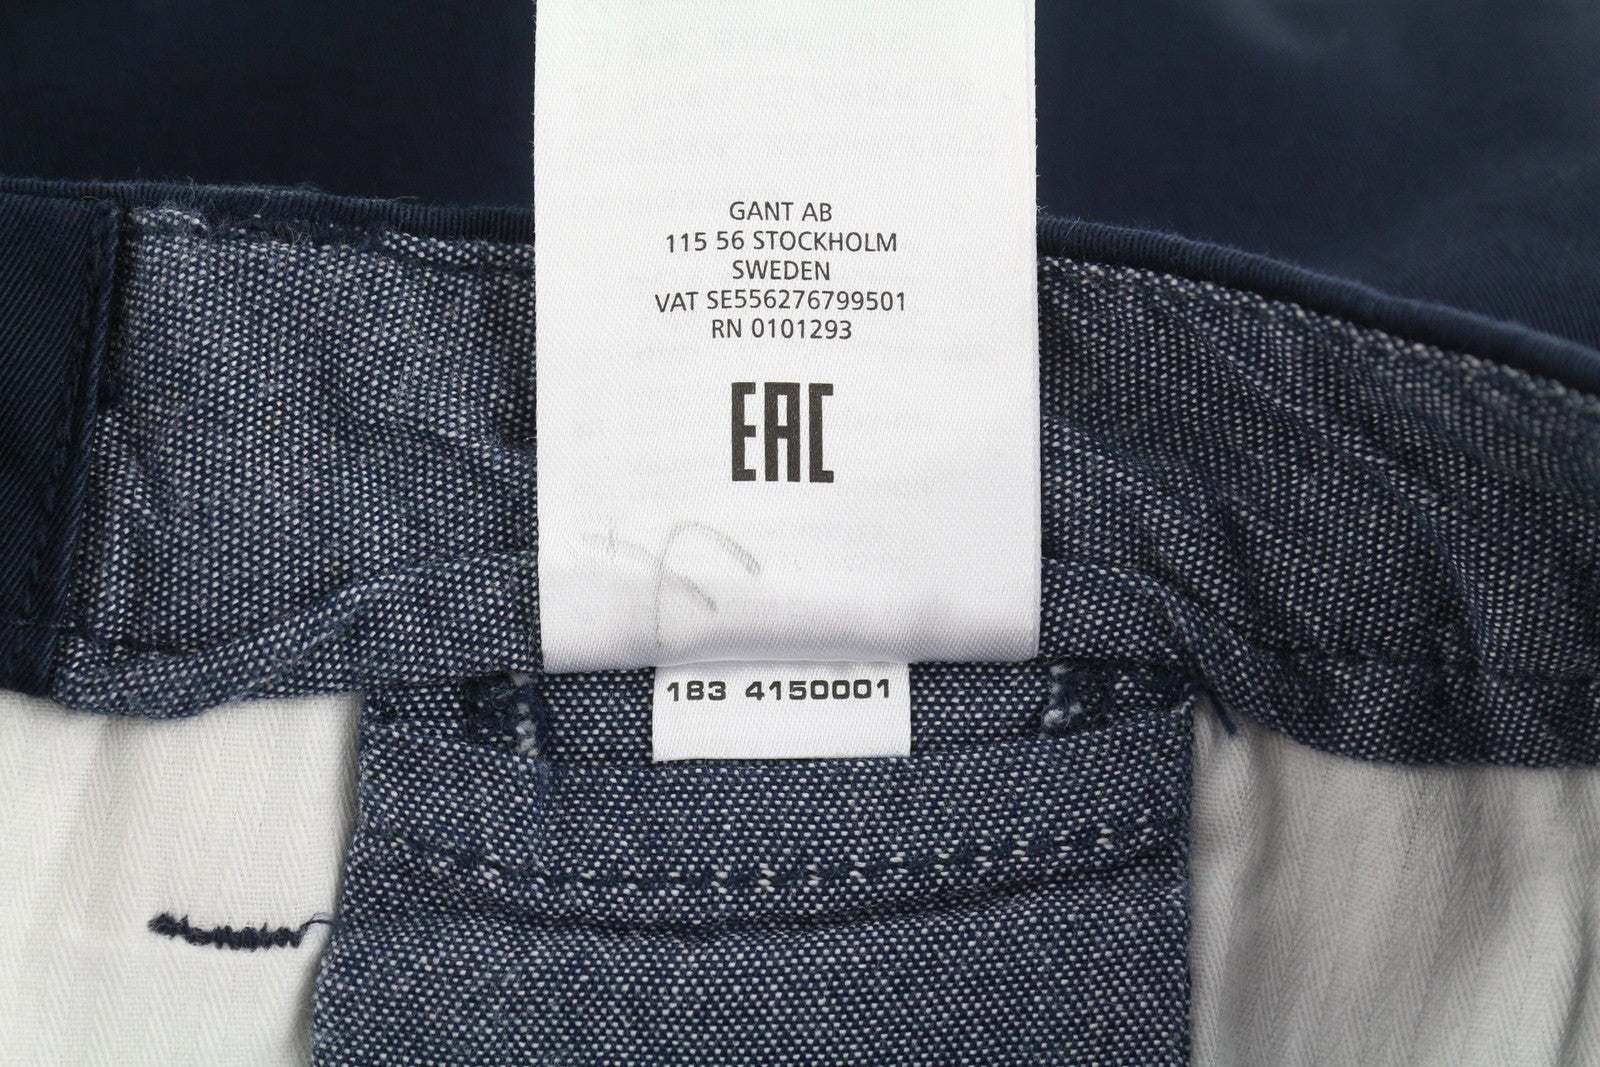 GANT AB
115 56 STOCKHOLM
SWEDEN
VAT SE556276799501
RN 0101293
EAC
183 4150001